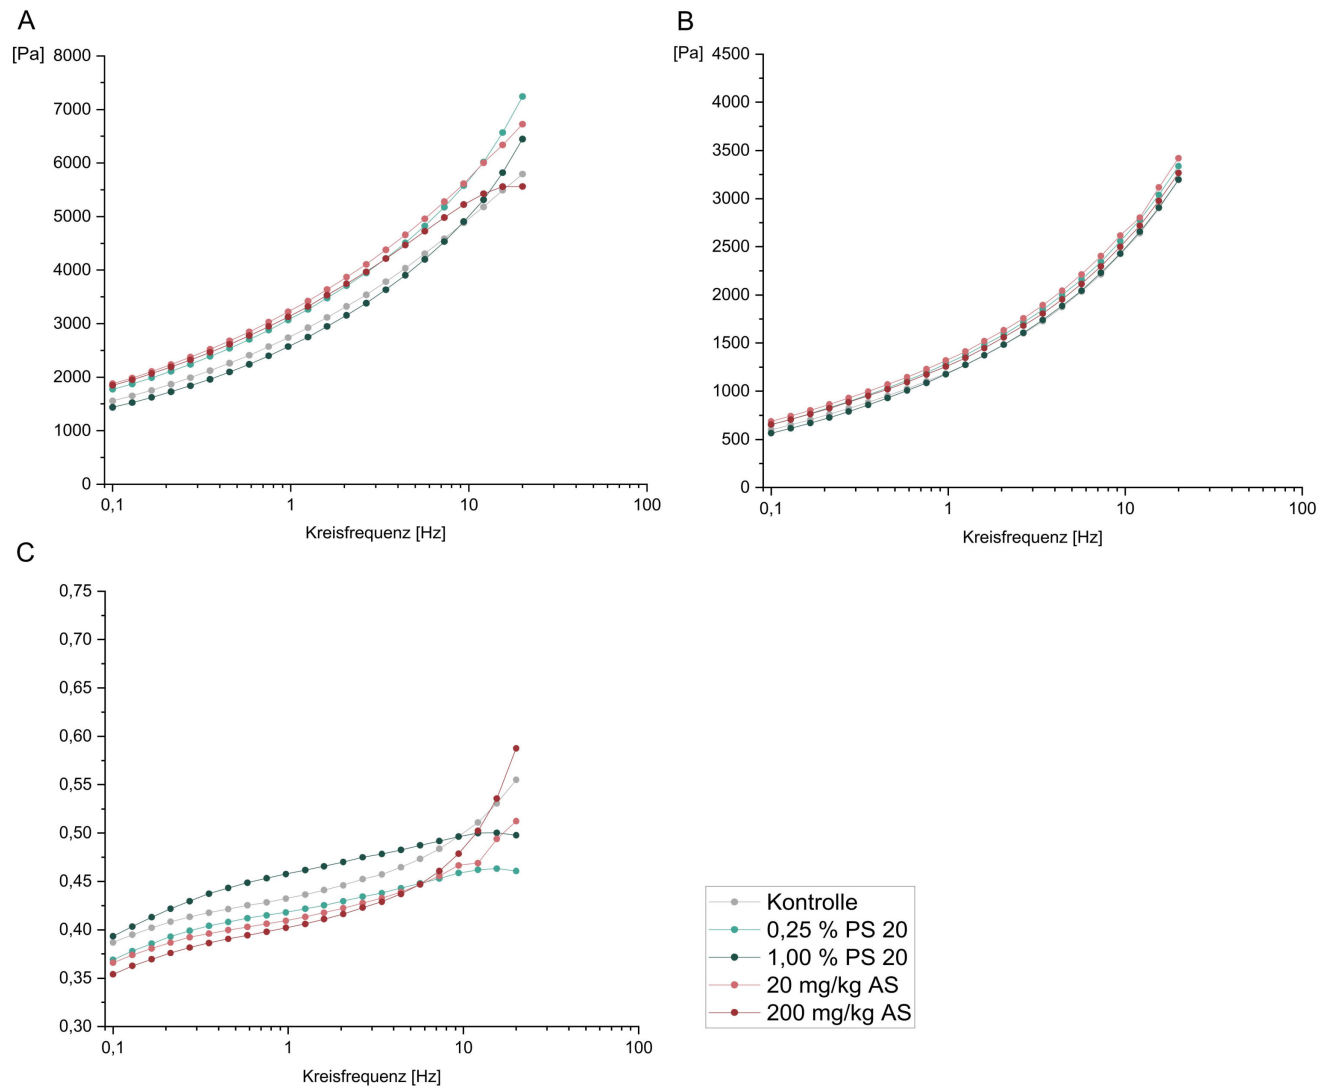 A
[Pa]
8000
7000
6000
5000
4000
3000
2000
1000
0
0,1 1 10 100
Kreisfrequenz [Hz]
B
[Pa]
4500
4000
3500
3000
2500
2000
1500
1000
500
0
0,1 1 10 100
Kreisfrequenz [Hz]
C
0,75
0,70
0,65
0,60
0,55
0,50
0,45
0,40
0,35
0,30
0,1 1 10 100
Kreisfrequenz [Hz]
Kontrolle
0,25 % PS 20
1,00 % PS 20
20 mg/kg AS
200 mg/kg AS